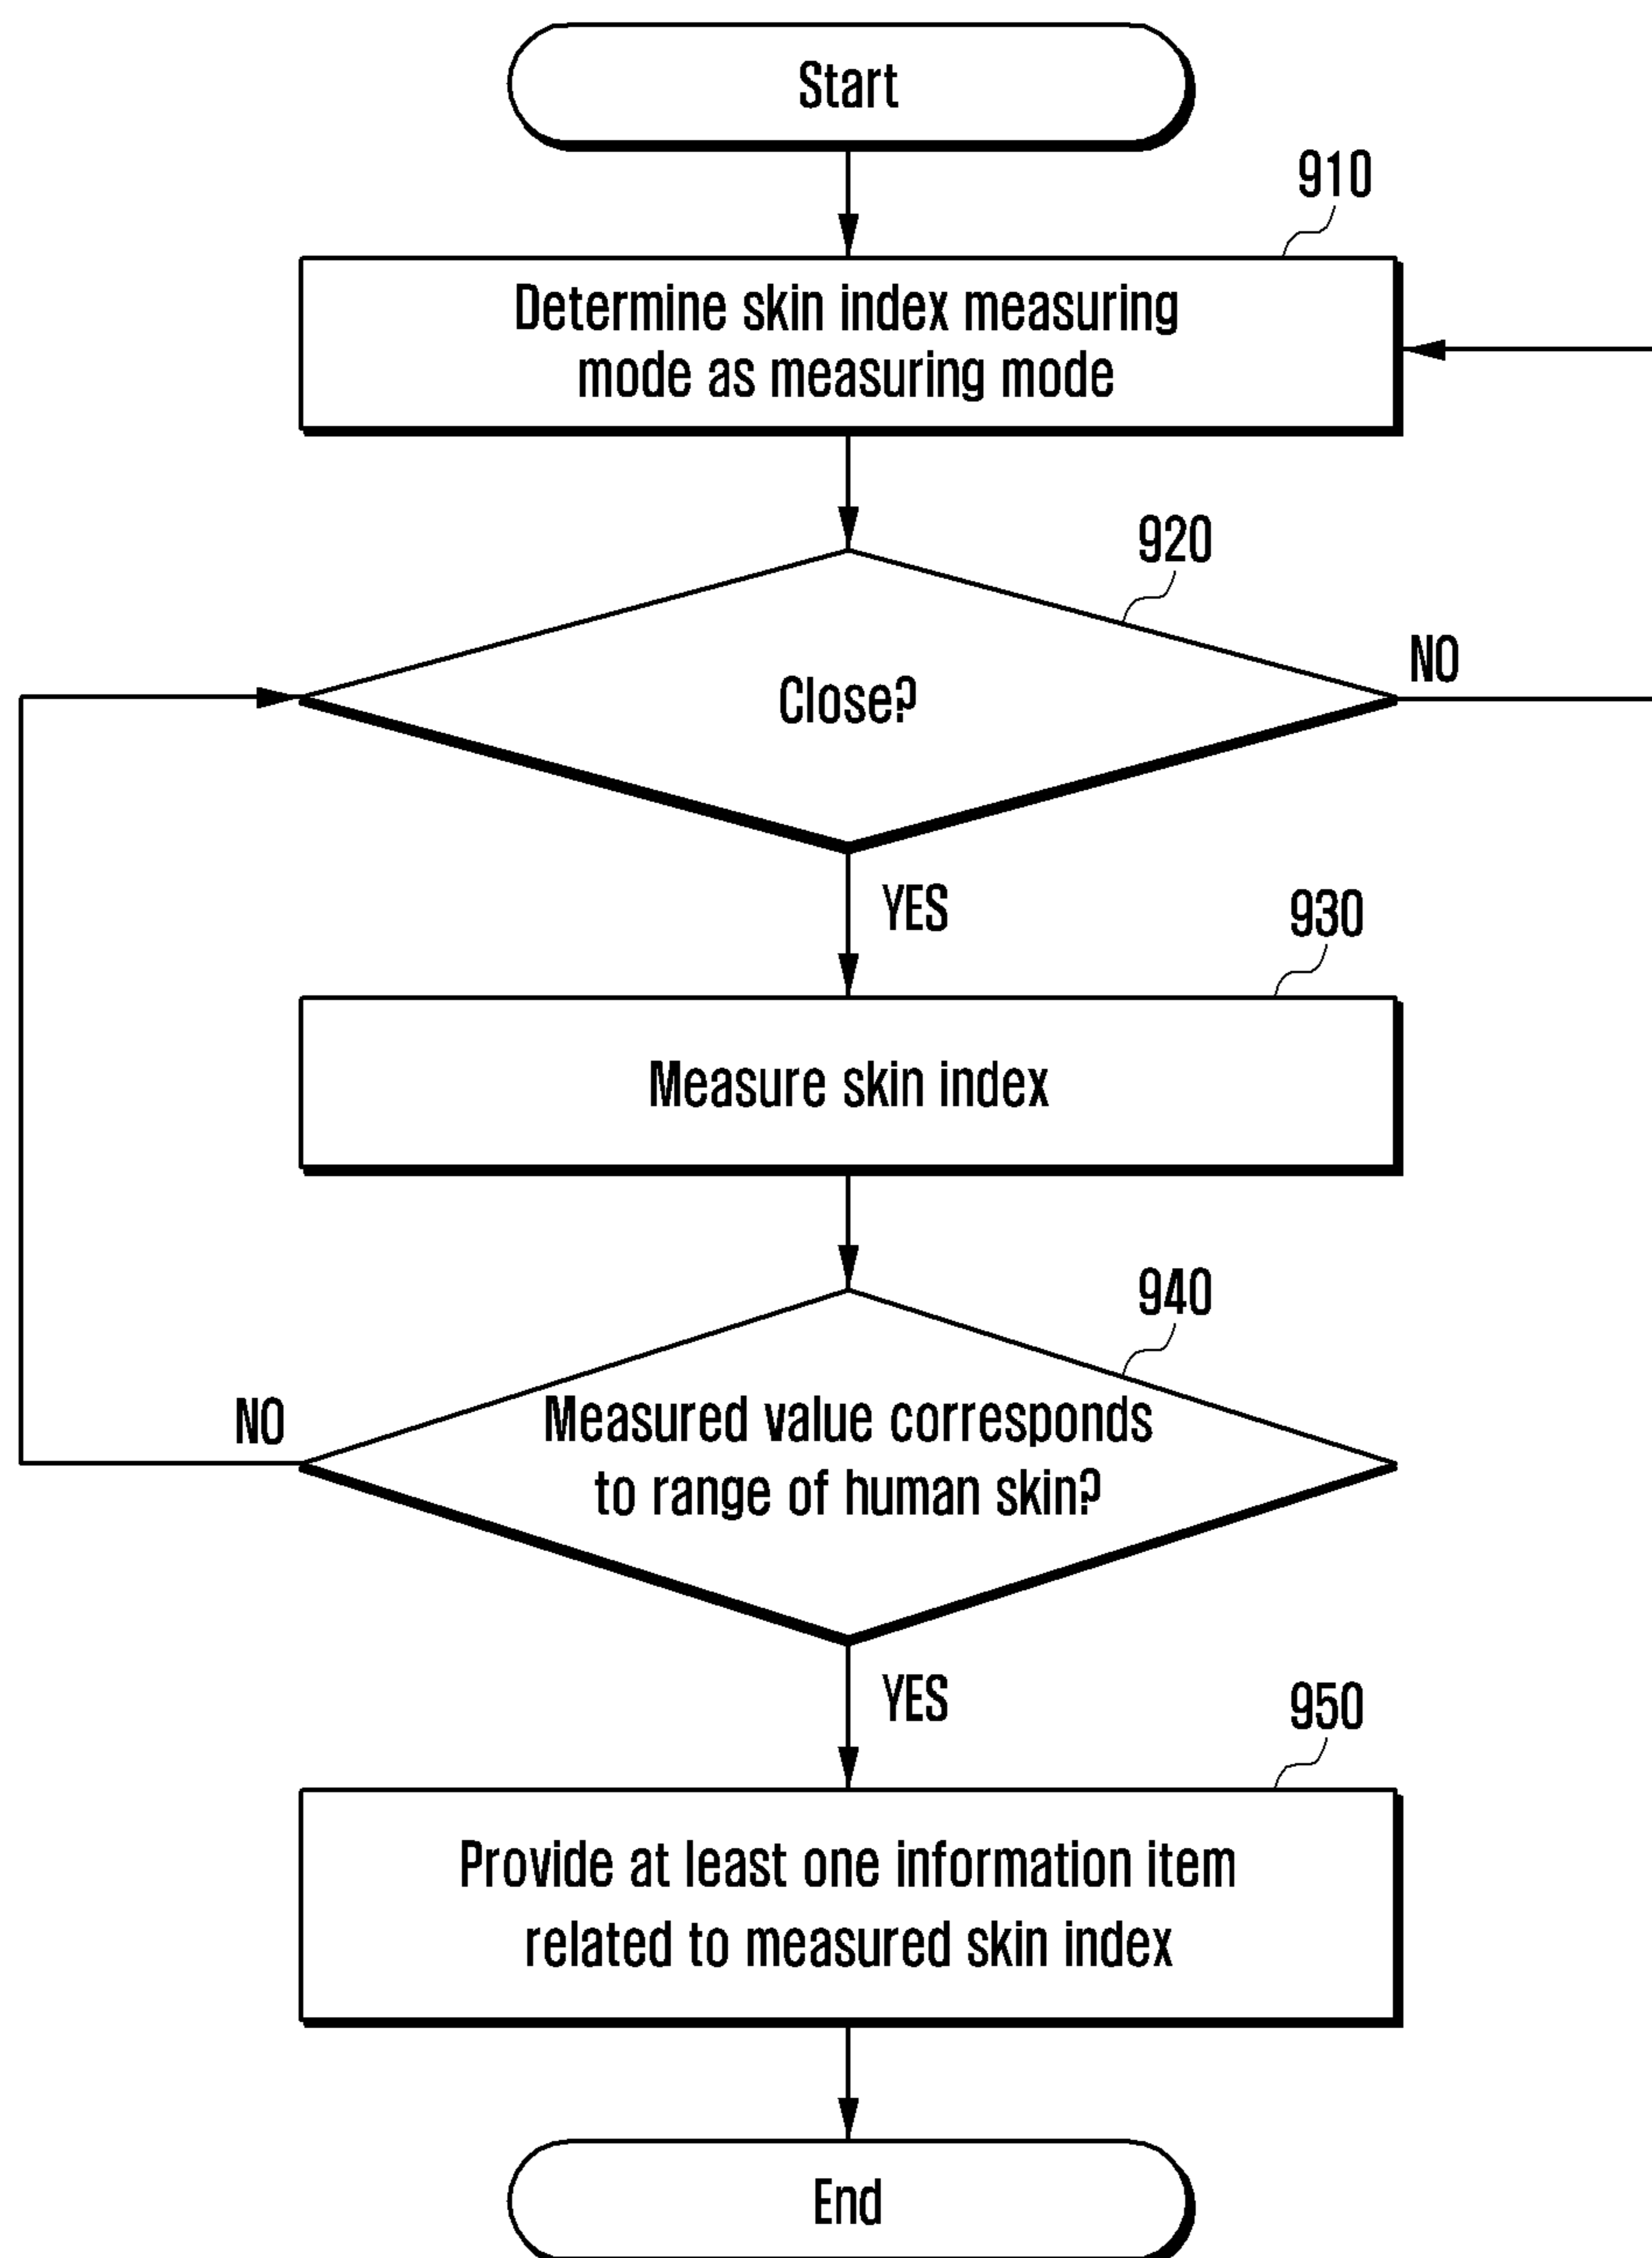 Start
910
Determine skin index measuring
mode as measuring mode
920
Close?
NO
YES
930
Measure skin index
940
Measured value corresponds
to range of human skin?
NO
YES
950
Provide at least one information item
related to measured skin index
End